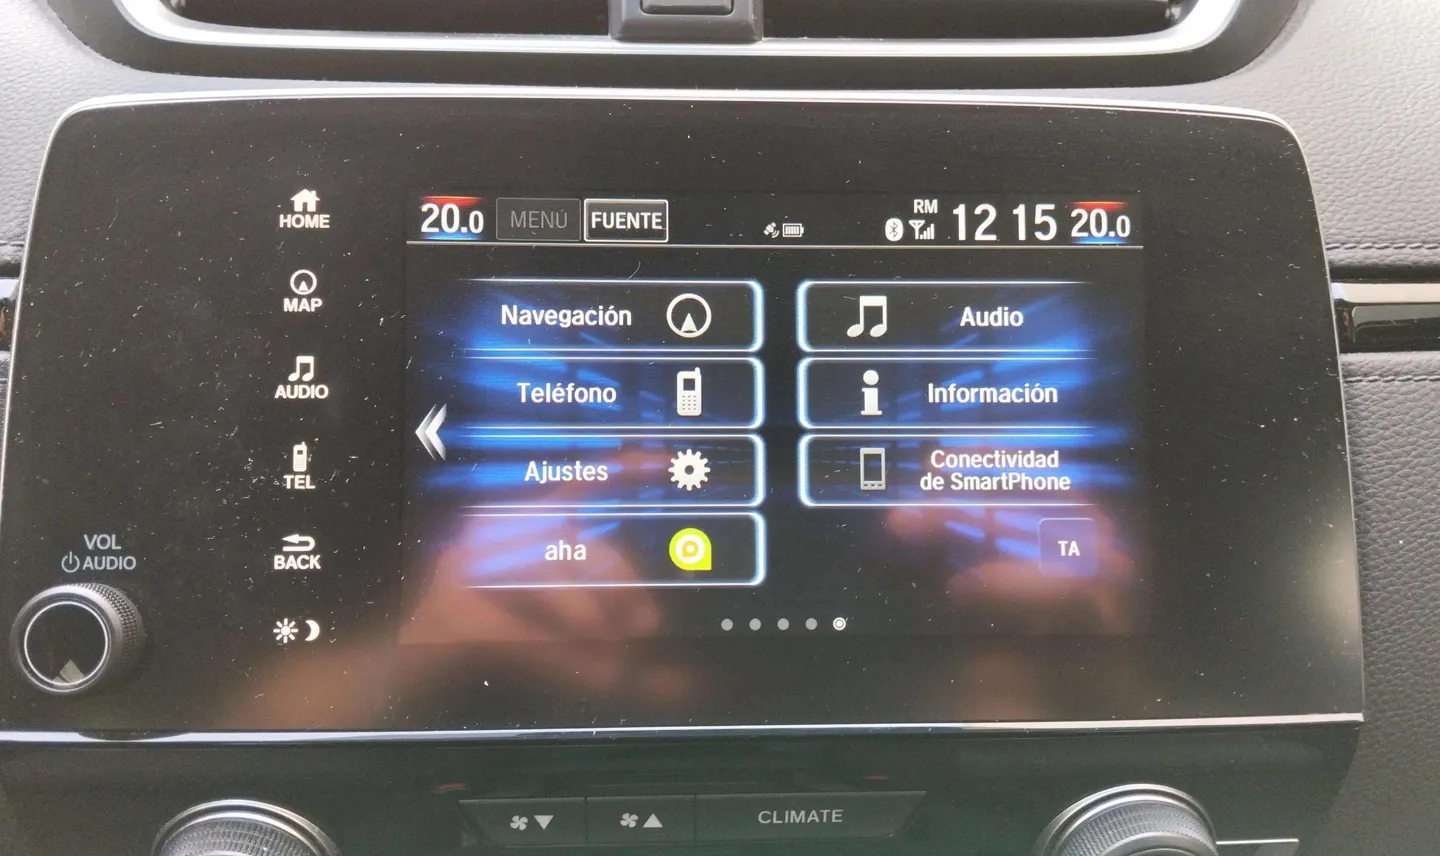 HOME
MAP
AUDIO
TEL
BACK
VOL
AUDIO
20.0 MENÚ FUENTE RM 12 15 20.0
Navegación
Audio
Teléfono
Información
Ajustes
Conectividad
de SmartPhone
aha
TA
CLIMATE